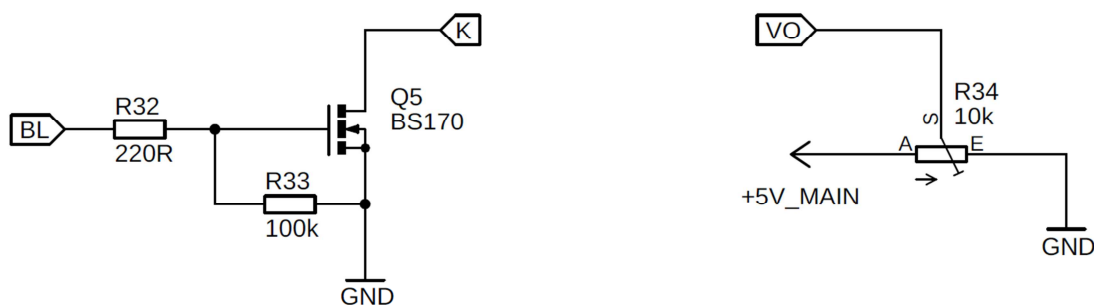 K
VO
Q5
BS170
R34
10k
R32
BL
220R
S
A
E
R33
100k
+5V_MAIN
GND
GND